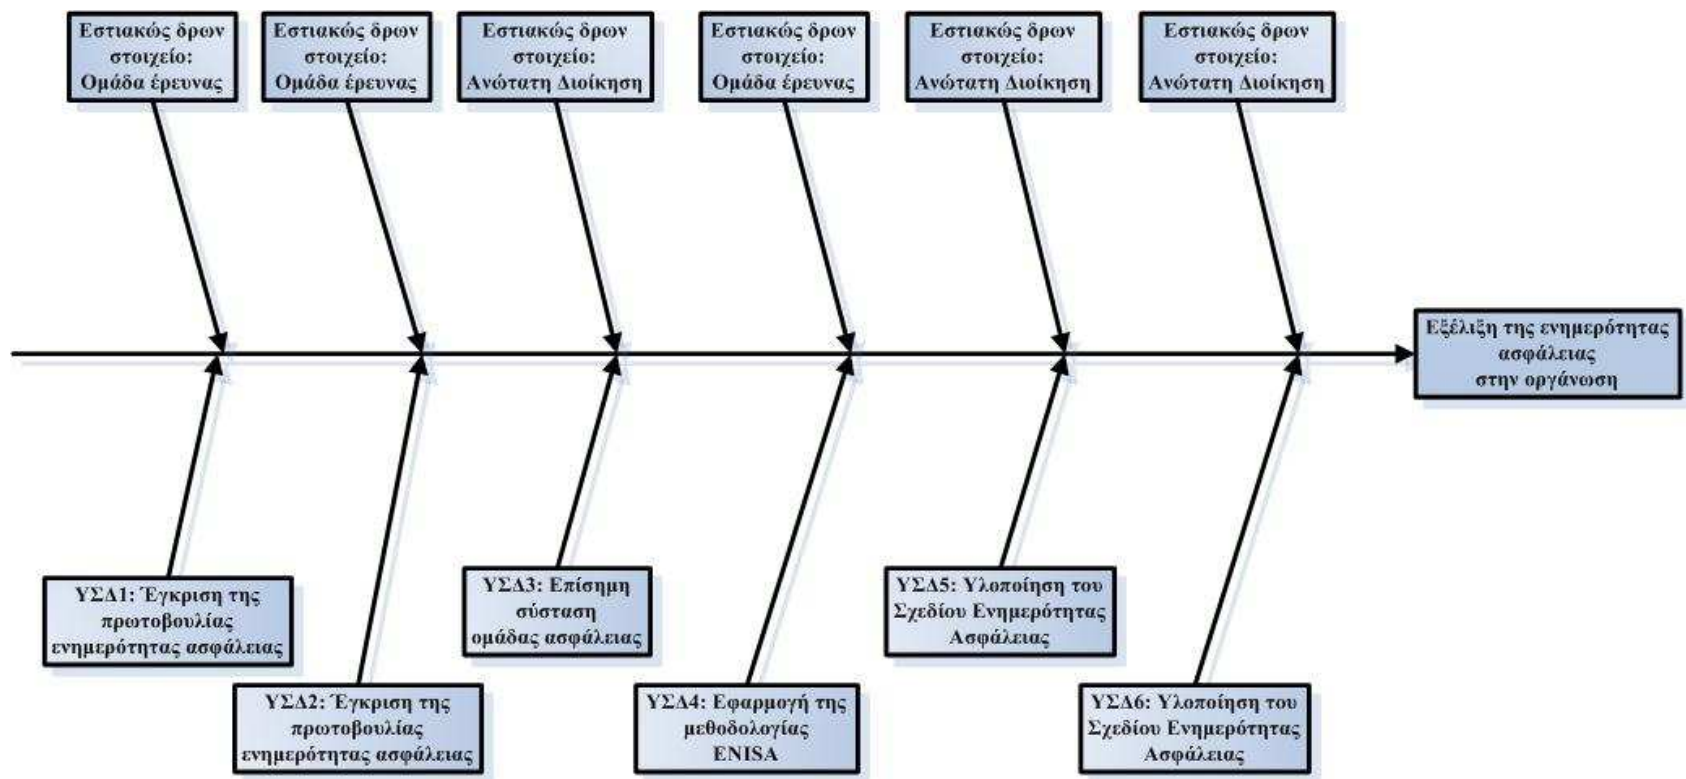 Εστιακώς δρων
στοιχείο:
Ομάδα έρευνας
Εστιακώς δρων
στοιχείο:
Ομάδα έρευνας
Εστιακώς δρων
στοιχείο:
Ανώτατη Διοίκηση
Εστιακώς δρων
στοιχείο:
Ομάδα έρευνας
Εστιακώς δρων
στοιχείο:
Ανώτατη Διοίκηση
Εστιακώς δρων
στοιχείο:
Ανώτατη Διοίκηση
Εξέλιξη της ενημερότητας
ασφάλειας
στην οργάνωση
ΥΣΔ1: Έγκριση της
πρωτοβουλίας
ενημερότητας ασφάλειας
ΥΣΔ2: Έγκριση της
πρωτοβουλίας
ενημερότητας ασφάλειας
ΥΣΔ3: Επίσημη
σύσταση
ομάδας ασφάλειας
ΥΣΔ4: Εφαρμογή της
μεθοδολογίας
ENISA
ΥΣΔ5: Υλοποίηση του
Σχεδίου Ενημερότητας
Ασφάλειας
ΥΣΔ6: Υλοποίηση του
Σχεδίου Ενημερότητας
Ασφάλειας